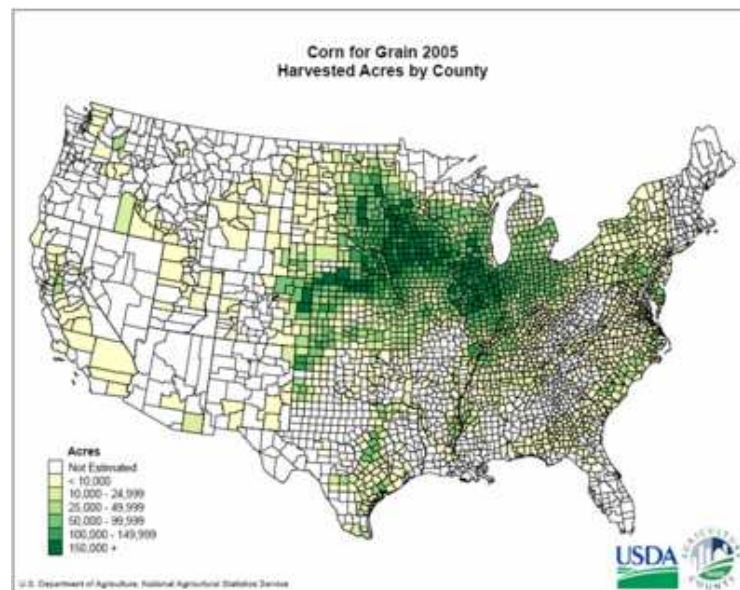 Corn for Grain 2005
Harvested Acres by County
Acres
Not Estimated
< 10,000
10,000 - 24,999
25,000 - 49,999
50,000 - 99,999
100,000 - 149,999
150,000 +
USDA
AGRICULTURE
COUNTS
U.S. Department of Agriculture, National Agricultural Statistics Service